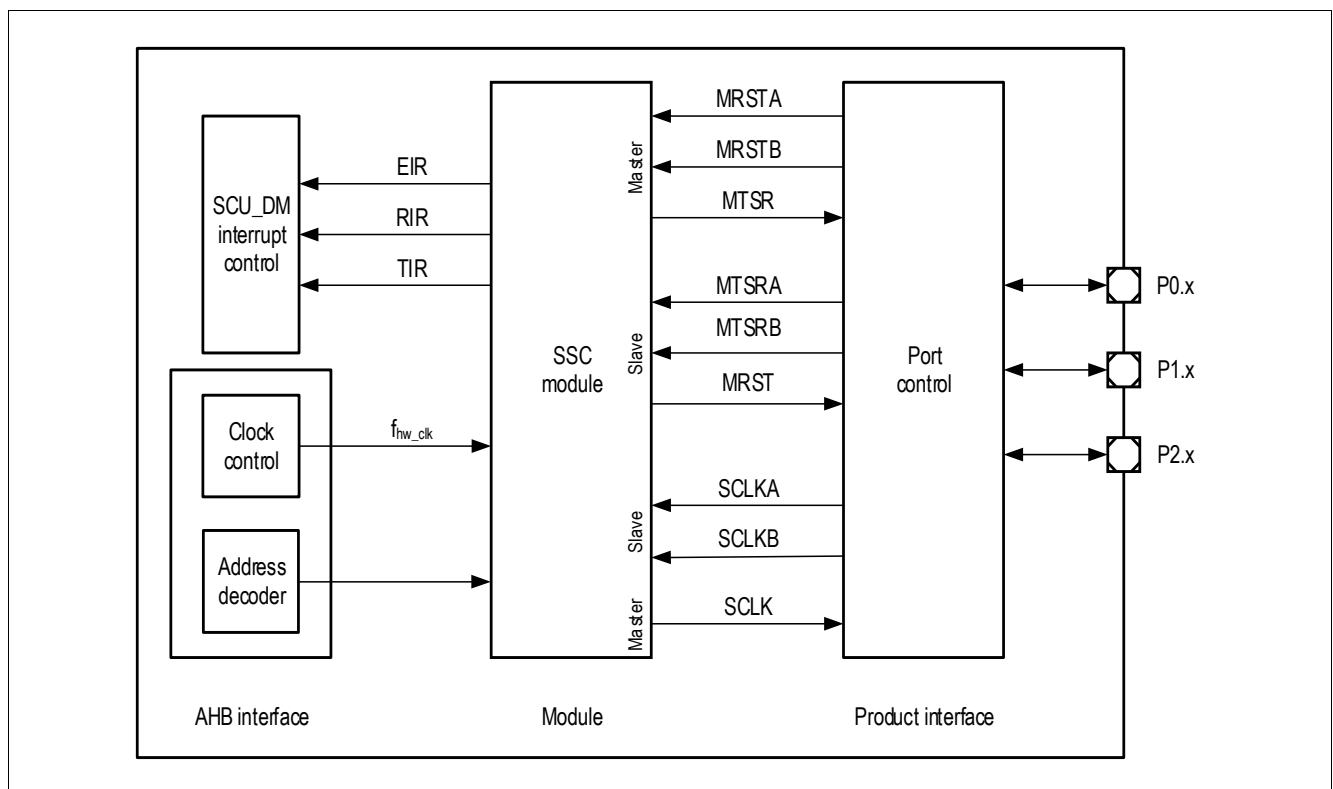 MRSTA
MRSTB
MTSR
Master
EIR
RIR
TIR
SCU_DM
interrupt
control
MTSRA
MTSRB
MRST
Slave
SSC
module
Port
control
P0.x
P1.x
P2.x
Clock
control
fhw_clk
Address
decoder
SCLKA
SCLKB
Slave
SCLK
Master
AHB interface
Module
Product interface